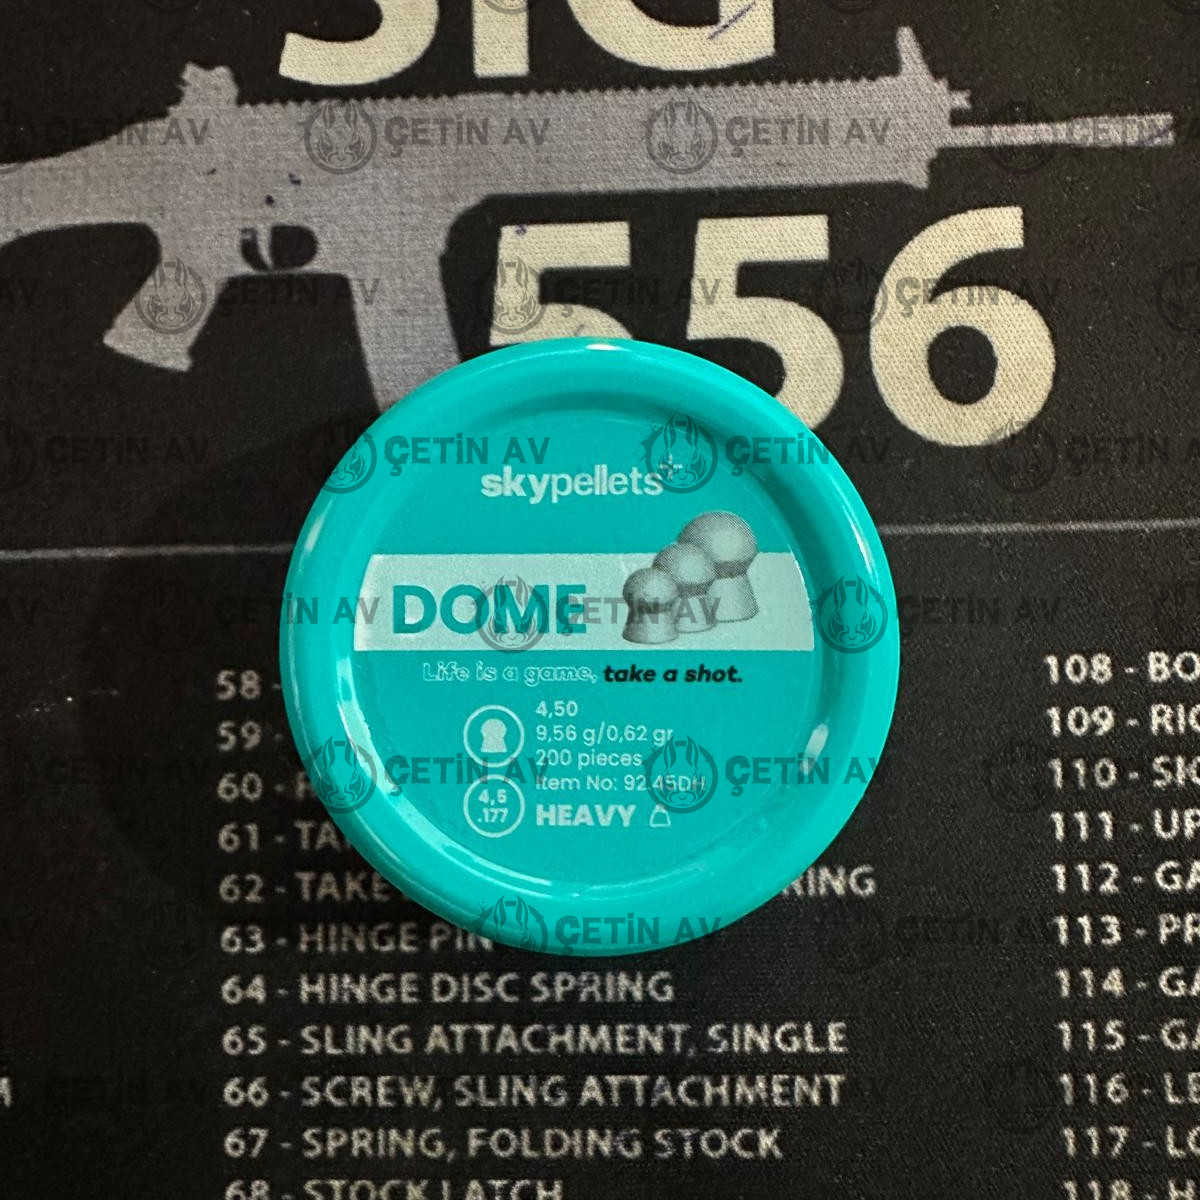 SIG
556
skypellets+
DOME
Life is a game, take a shot.
4,50
9,56 g/0,62 gr
200 pieces
Item No: 92.45DH
HEAVY
4,5
.177
58 -
59 -
60 -
61 - TA
62 - TAKE RING
63 - HINGE PIN
64 - HINGE DISC SPRING
65 - SLING ATTACHMENT, SINGLE
66 - SCREW, SLING ATTACHMENT
67 - SPRING, FOLDING STOCK
68 - STOCK LATCH
108 - BO
109 - RI
110 - SK
111 - UP
112 - GA
113 - P
114 - GA
115 - GA
116 - LE
117 - LO
118 - H
ÇETİN AV